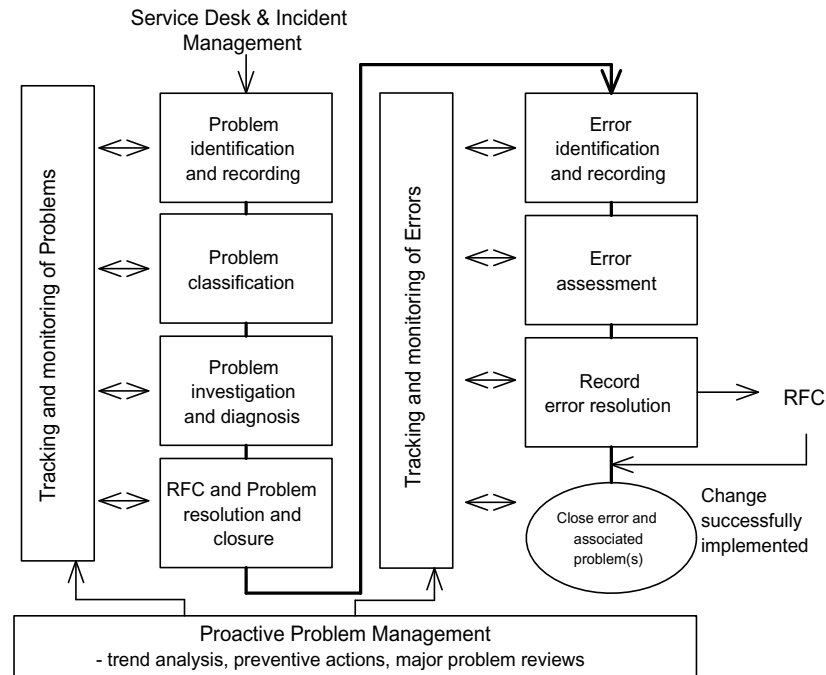 Service Desk & Incident
Management
Tracking and monitoring of Problems
Problem
identification
and recording
Problem
classification
Problem
investigation
and diagnosis
RFC and Problem
resolution and
closure
Tracking and monitoring of Errors
Error
identification
and recording
Error
assessment
Record
error resolution
RFC
Close error and
associated
problem(s)
Change
successfully
implemented
Proactive Problem Management
- trend analysis, preventive actions, major problem reviews